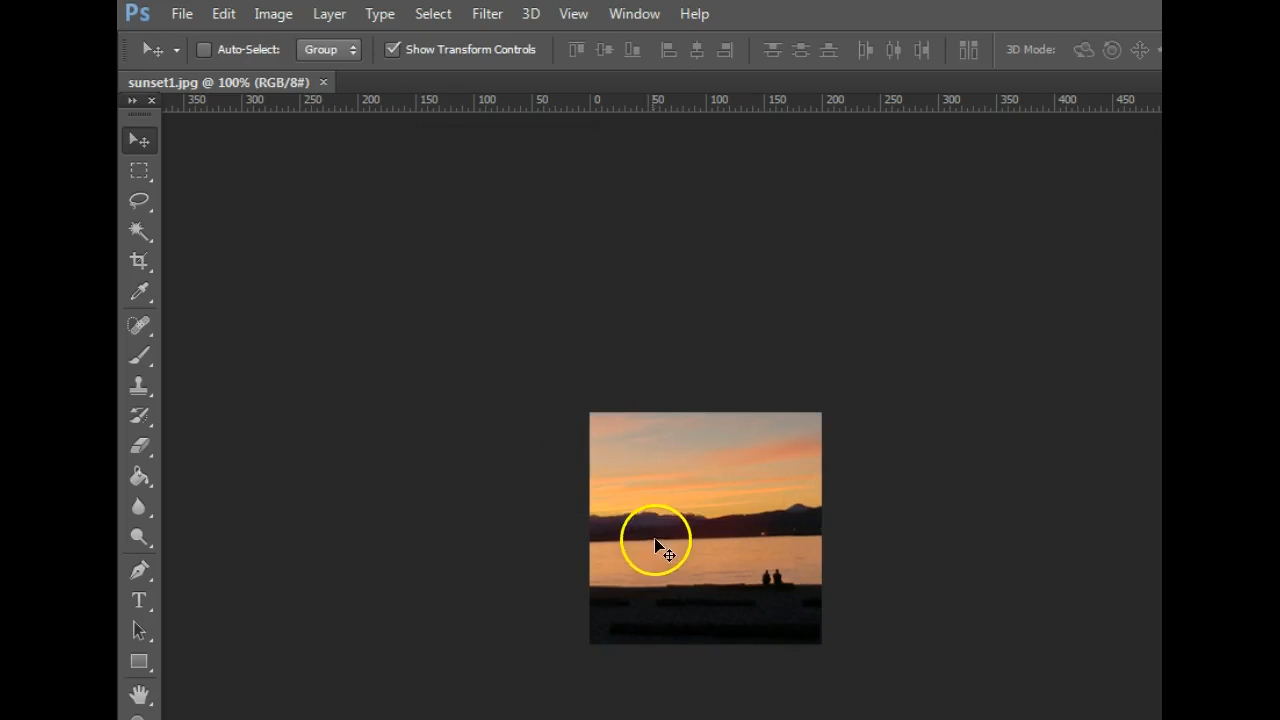 Ps File Edit Image Layer Type Select Filter 3D View Window Help
Auto-Select: Group Show Transform Controls 3D Mode:
sunset1.jpg @ 100% (RGB/8#) ×
350 300 250 200 150 100 50 0 50 100 150 200 250 300 350 400 450
T